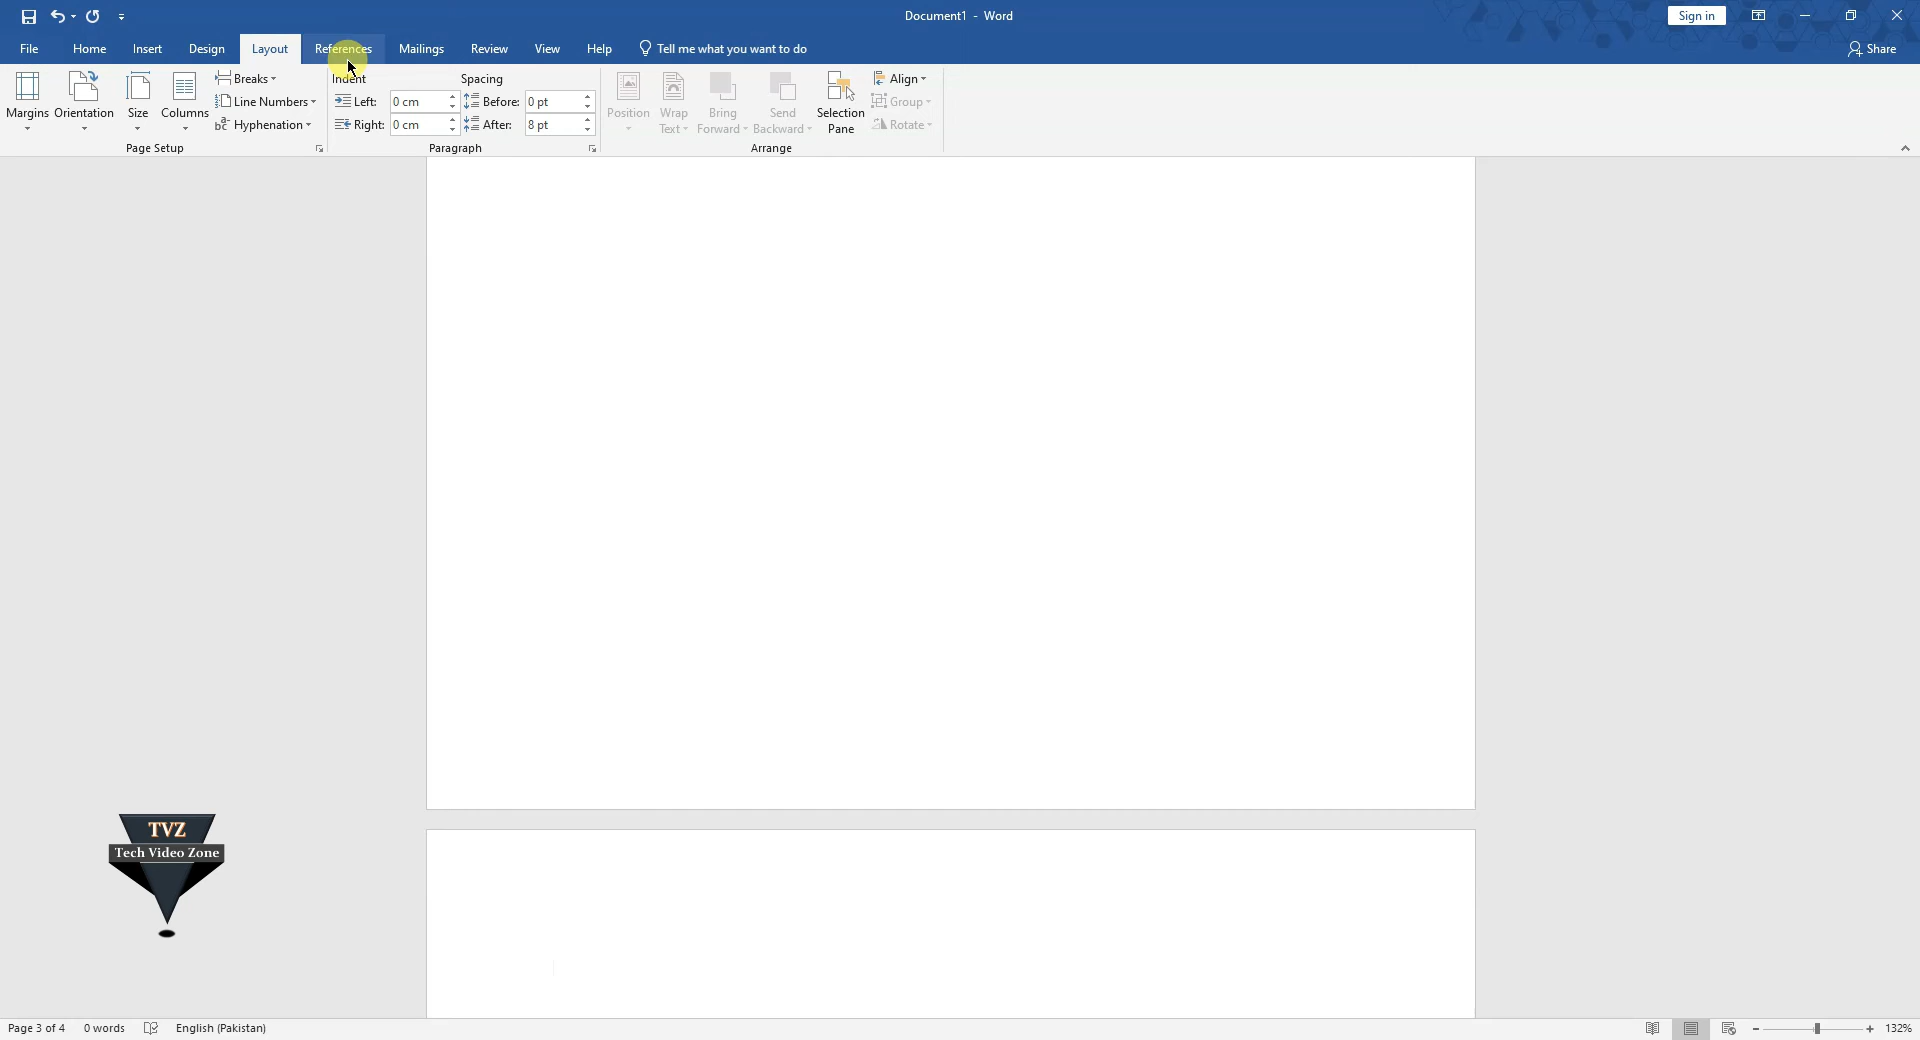 Document1 - Word
Sign in
File Home Insert Design Layout References Mailings Review View Help Tell me what you want to do Share
Margins Orientation Size Columns Breaks
Line Numbers
Hyphenation
Page Setup
Indent Spacing
Left: 0 cm Before: 0 pt
Right: 0 cm After: 8 pt
Paragraph
Position Wrap Text Bring Forward Send Backward Selection Pane
Align
Group
Rotate
Arrange
TVZ
Tech Video Zone
Page 3 of 4 0 words English (Pakistan) 132%